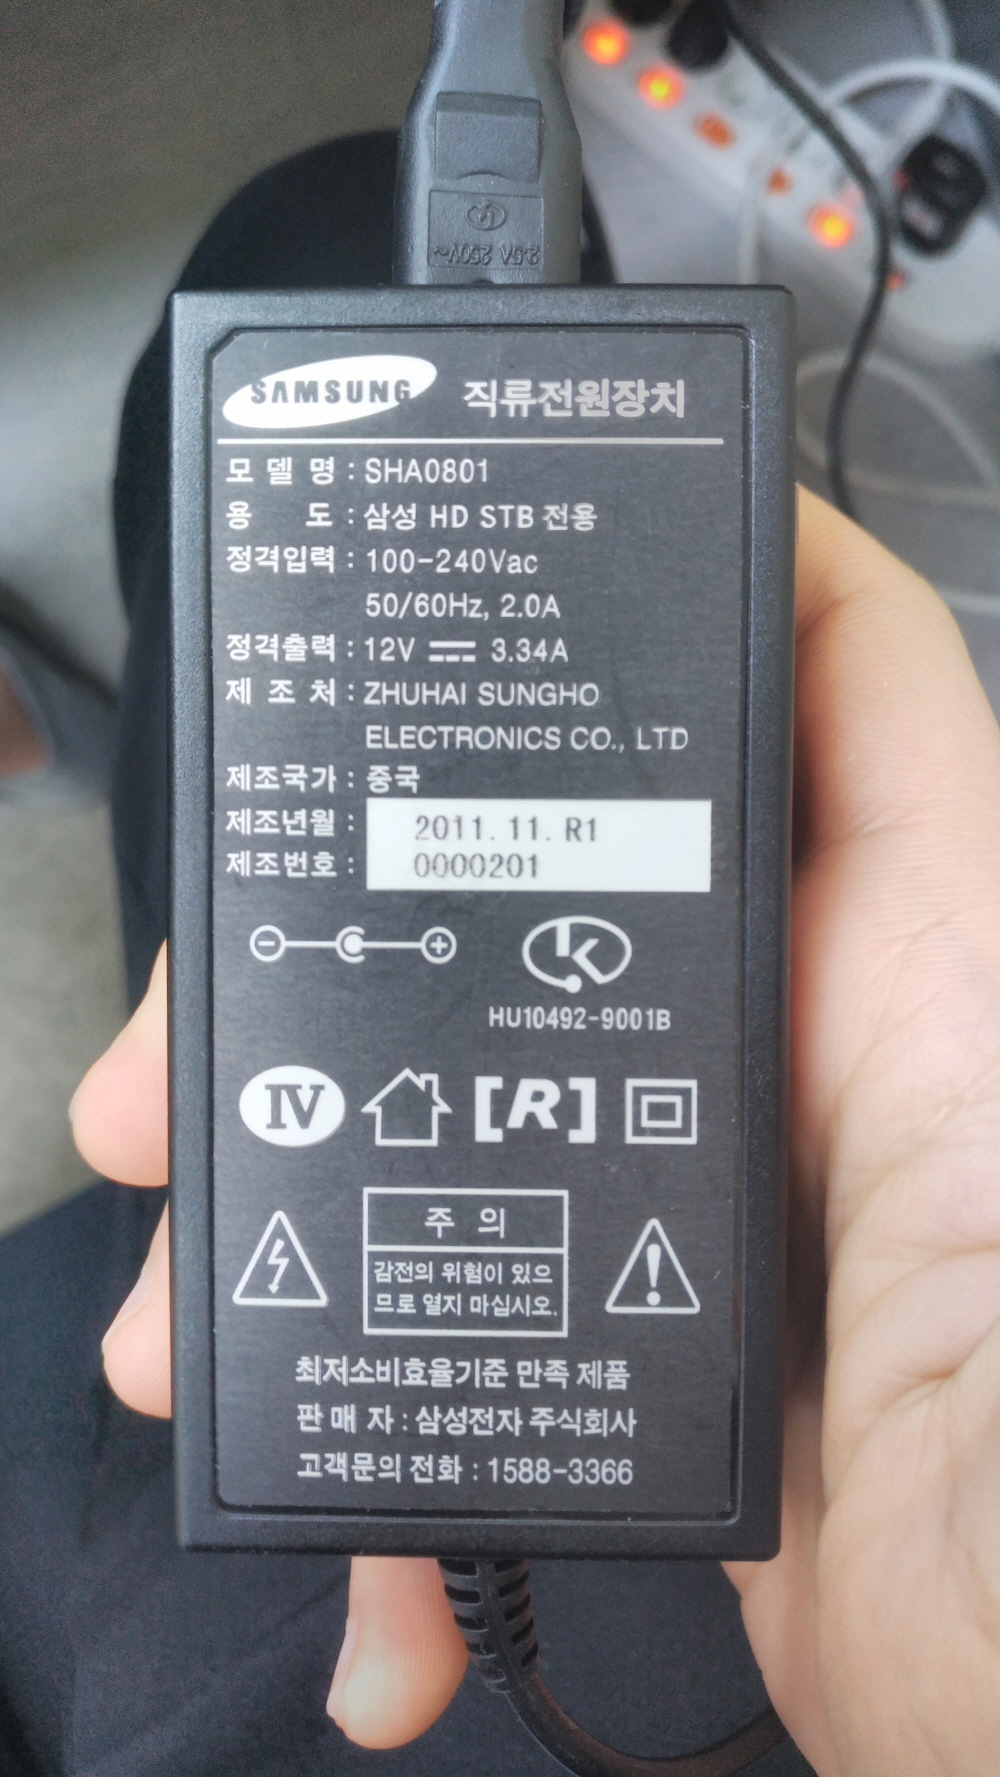 2.5A 250V~
SAMSUNG 직류전원장치
모 델 명 : SHA0801
용 도 : 삼성 HD STB 전용
정격입력 : 100-240Vac
50/60Hz, 2.0A
정격출력 : 12V ⎓ 3.34A
제 조 처 : ZHUHAI SUNGHO
ELECTRONICS CO., LTD
제조국가 : 중국
제조년월 : 2011. 11. R1
제조번호 : 0000201
K
HU10492-9001B
IV [R]
주 의
감전의 위험이 있으
므로 열지 마십시오.
최저소비효율기준 만족 제품
판 매 자 : 삼성전자 주식회사
고객문의 전화 : 1588-3366